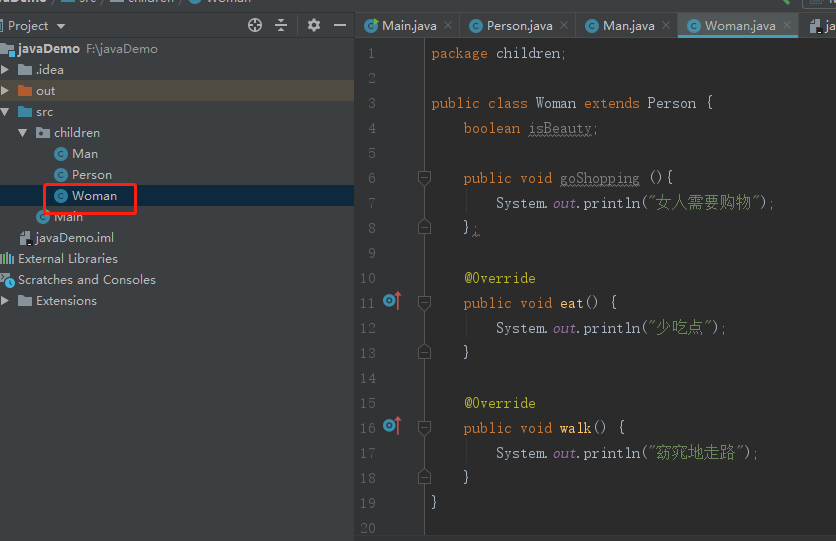 javaDemo src children Woman
Project
Main.java Person.java Man.java Woman.java
javaDemo F:\javaDemo
.idea
out
src
children
Man
Person
Woman
Main
javaDemo.iml
External Libraries
Scratches and Consoles
Extensions
1 package children;
2
3 public class Woman extends Person {
4 boolean isBeauty;
5
6 public void goShopping (){
7 System.out.println("女人需要购物");
8 };
9
10 @Override
11 public void eat() {
12 System.out.println("少吃点");
13 }
14
15 @Override
16 public void walk() {
17 System.out.println("窈窕地走路");
18 }
19 }
20